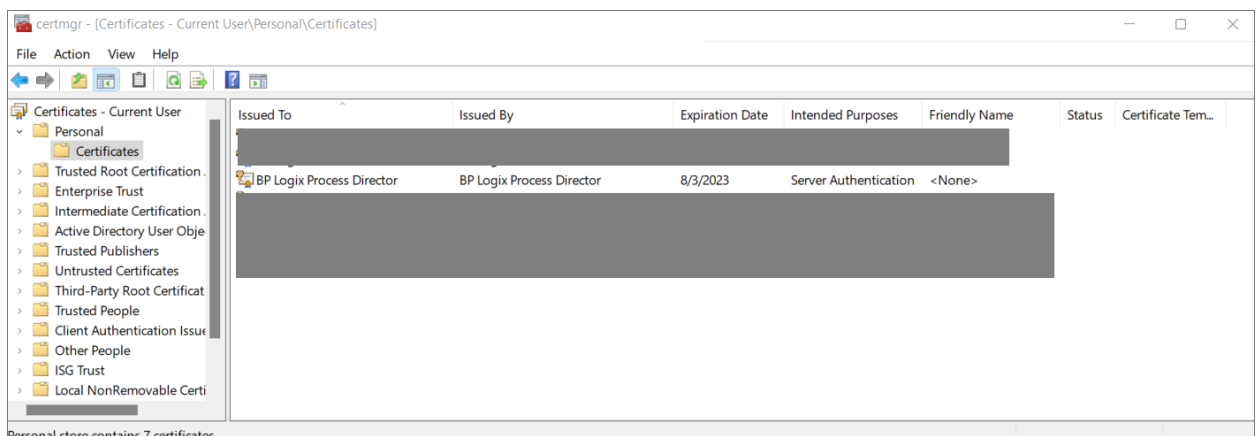 certmgr - [Certificates - Current User\Personal\Certificates]
File Action View Help
Certificates - Current User
Personal
Certificates
Trusted Root Certification
Enterprise Trust
Intermediate Certification
Active Directory User Obje
Trusted Publishers
Untrusted Certificates
Third-Party Root Certificat
Trusted People
Client Authentication Issue
Other People
ISG Trust
Local NonRemovable Certi
Issued To Issued By Expiration Date Intended Purposes Friendly Name Status Certificate Tem...
BP Logix Process Director BP Logix Process Director 8/3/2023 Server Authentication <None>
Personal store contains 7 certificates